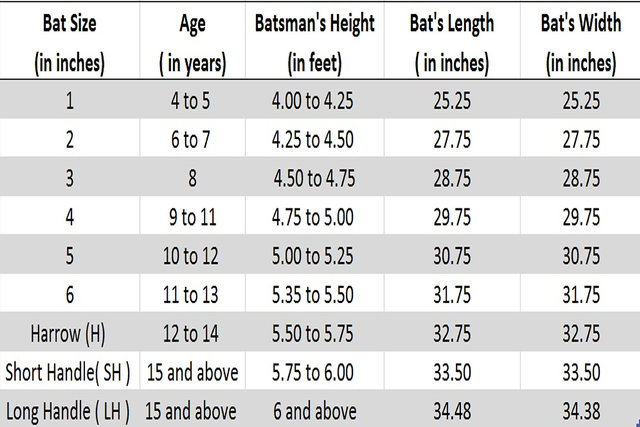 Bat Size Age Batsman's Height Bat's Length Bat's Width
(in inches) ( in years) (in feet) ( in inches) (in inches)
1 4 to 5 4.00 to 4.25 25.25 25.25
2 6 to 7 4.25 to 4.50 27.75 27.75
3 8 4.50 to 4.75 28.75 28.75
4 9 to 11 4.75 to 5.00 29.75 29.75
5 10 to 12 5.00 to 5.25 30.75 30.75
6 11 to 13 5.35 to 5.50 31.75 31.75
Harrow (H) 12 to 14 5.50 to 5.75 32.75 32.75
Short Handle( SH ) 15 and above 5.75 to 6.00 33.50 33.50
Long Handle ( LH ) 15 and above 6 and above 34.48 34.38